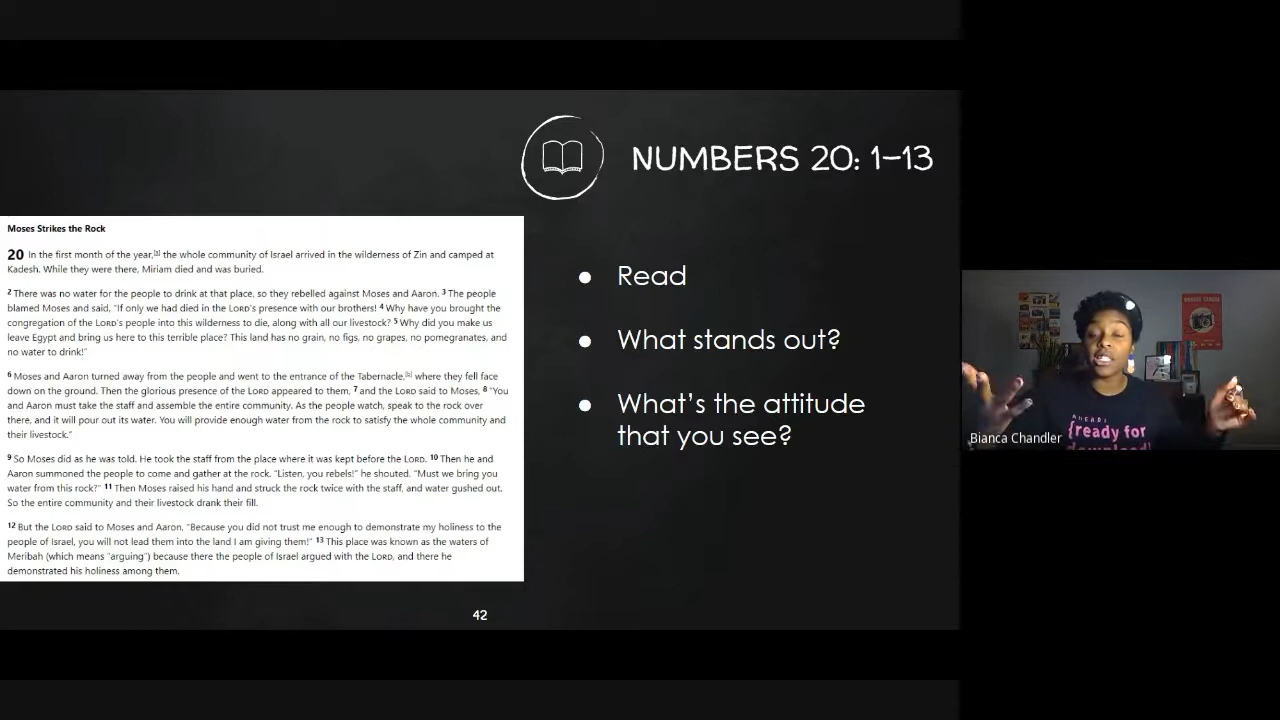 NUMBERS 20: 1–13
Moses Strikes the Rock
20 In the first month of the year,[a] the whole community of Israel arrived in the wilderness of Zin and camped at
Kadesh. While they were there, Miriam died and was buried.
2 There was no water for the people to drink at that place, so they rebelled against Moses and Aaron. 3 The people
blamed Moses and said, “If only we had died in the LORD’s presence with our brothers! 4 Why have you brought the
congregation of the LORD’s people into this wilderness to die, along with all our livestock? 5 Why did you make us
leave Egypt and bring us here to this terrible place? This land has no grain, no figs, no grapes, no pomegranates, and
no water to drink!”
6 Moses and Aaron turned away from the people and went to the entrance of the Tabernacle,[b] where they fell face
down on the ground. Then the glorious presence of the LORD appeared to them, 7 and the LORD said to Moses, 8 “You
and Aaron must take the staff and assemble the entire community. As the people watch, speak to the rock over
there, and it will pour out its water. You will provide enough water from the rock to satisfy the whole community and
their livestock.”
9 So Moses did as he was told. He took the staff from the place where it was kept before the LORD. 10 Then he and
Aaron summoned the people to come and gather at the rock. “Listen, you rebels!” he shouted. “Must we bring you
water from this rock?” 11 Then Moses raised his hand and struck the rock twice with the staff, and water gushed out.
So the entire community and their livestock drank their fill.
12 But the LORD said to Moses and Aaron, “Because you did not trust me enough to demonstrate my holiness to the
people of Israel, you will not lead them into the land I am giving them!” 13 This place was known as the waters of
Meribah (which means “arguing”) because there the people of Israel argued with the LORD, and there he
demonstrated his holiness among them.
● Read
● What stands out?
● What’s the attitude
that you see?
42
{ready for
Bianca Chandler